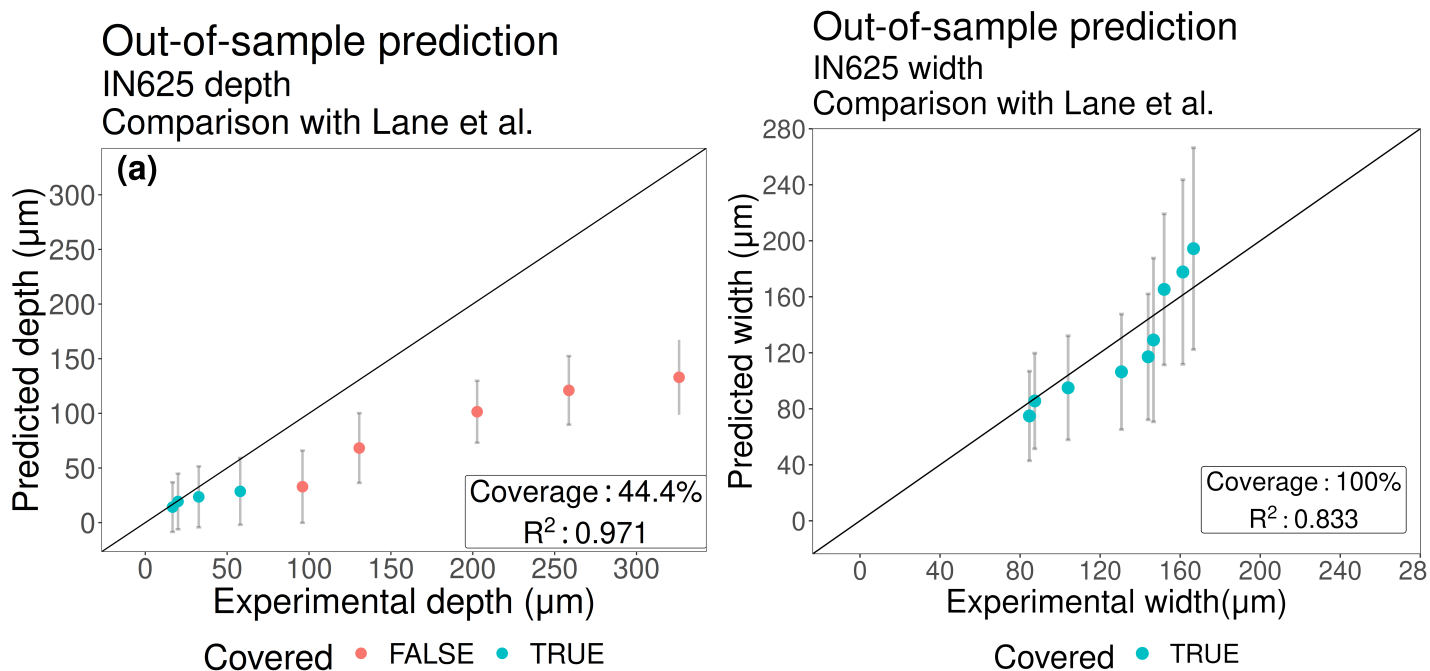 Out-of-sample prediction
IN625 depth
Comparison with Lane et al.
(a)
Predicted depth (μm)
300
250
200
150
100
50
0
Coverage : 44.4%
R² : 0.971
0 50 100 150 200 250 300
Experimental depth (μm)
Covered FALSE TRUE
Out-of-sample prediction
IN625 width
Comparison with Lane et al.
Predicted width (μm)
280
240
200
160
120
80
40
0
Coverage : 100%
R² : 0.833
0 40 80 120 160 200 240 28
Experimental width(μm)
Covered TRUE